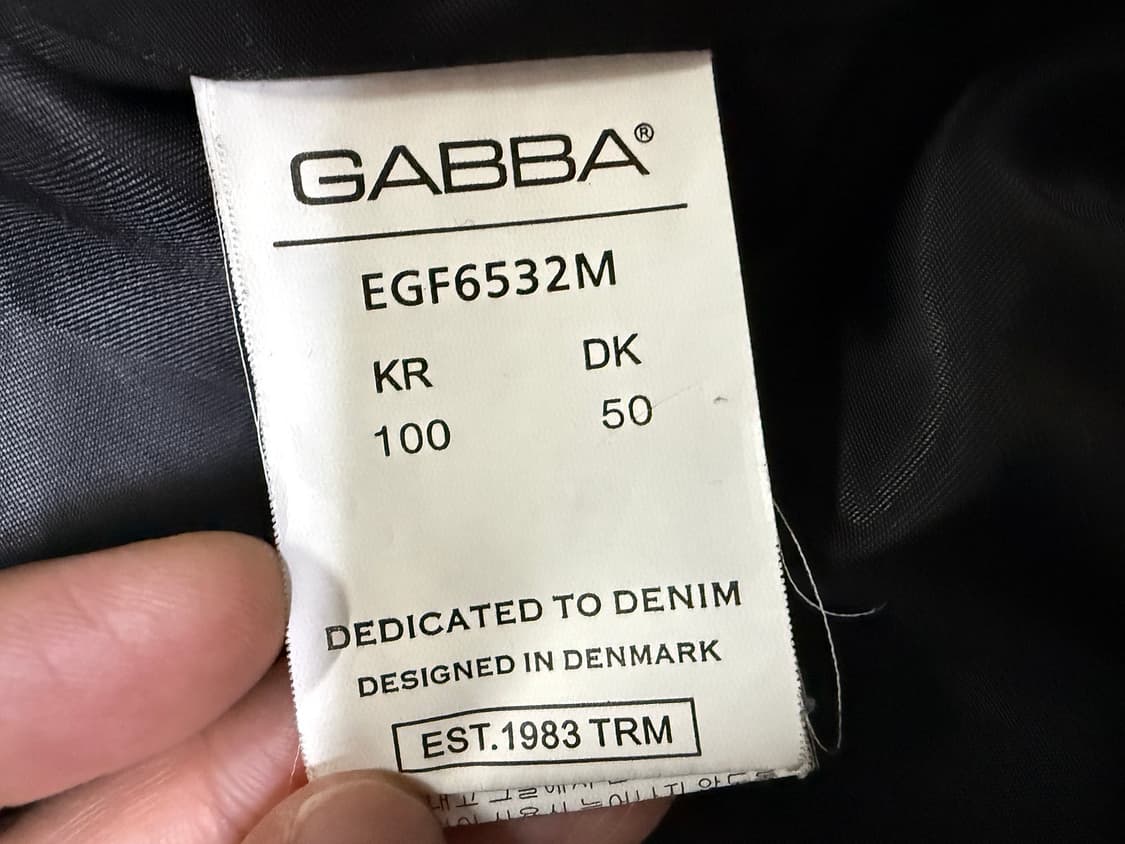 GABBA®
EGF6532M
KR DK
100 50
DEDICATED TO DENIM
DESIGNED IN DENMARK
EST.1983 TRM